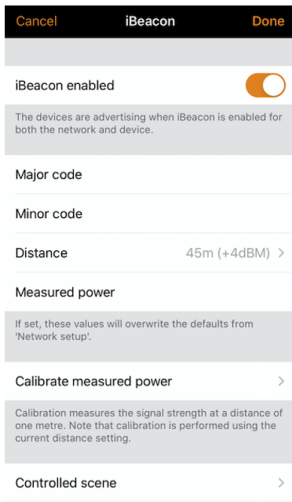 Cancel iBeacon Done
iBeacon enabled
The devices are advertising when iBeacon is enabled for
both the network and device.
Major code
Minor code
Distance 45m (+4dBM) >
Measured power
If set, these values will overwrite the defaults from
'Network setup'.
Calibrate measured power >
Calibration measures the signal strength at a distance of
one metre. Note that calibration is performed using the
current distance setting.
Controlled scene >